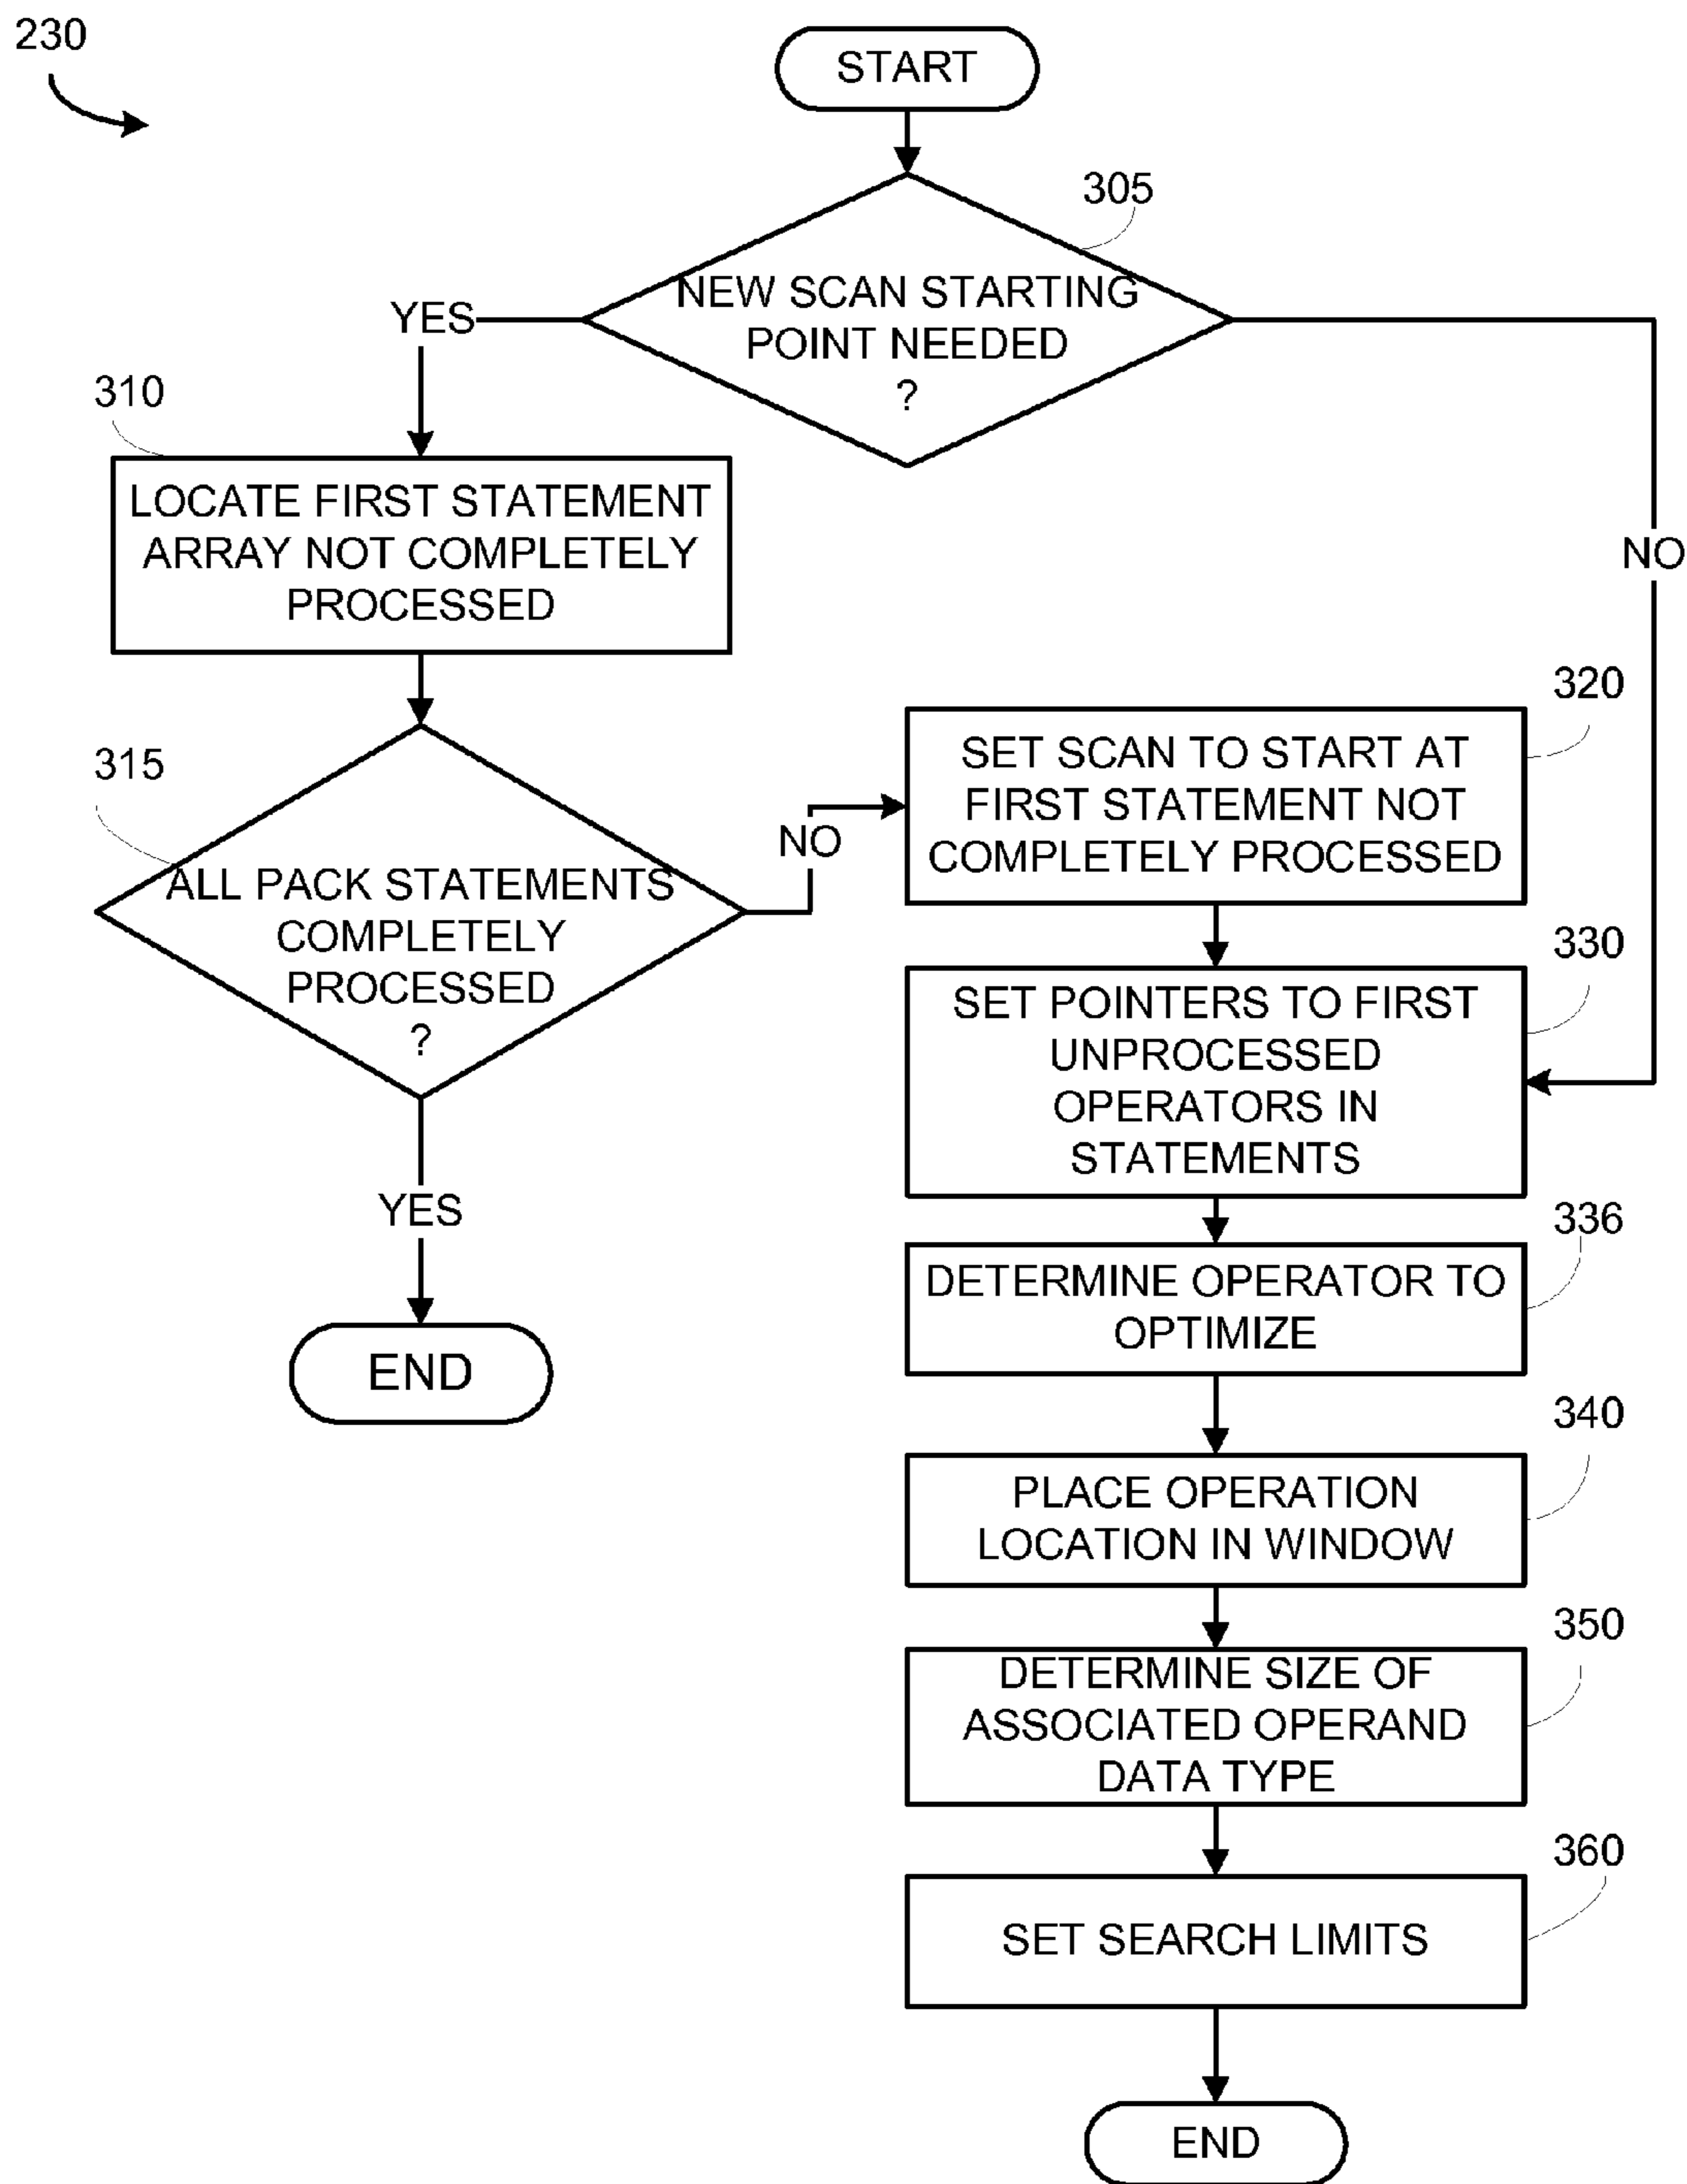 230
START
305
NEW SCAN STARTING
POINT NEEDED
?
YES
NO
310
LOCATE FIRST STATEMENT
ARRAY NOT COMPLETELY
PROCESSED
315
ALL PACK STATEMENTS
COMPLETELY
PROCESSED
?
NO
YES
END
320
SET SCAN TO START AT
FIRST STATEMENT NOT
COMPLETELY PROCESSED
330
SET POINTERS TO FIRST
UNPROCESSED
OPERATORS IN
STATEMENTS
336
DETERMINE OPERATOR TO
OPTIMIZE
340
PLACE OPERATION
LOCATION IN WINDOW
350
DETERMINE SIZE OF
ASSOCIATED OPERAND
DATA TYPE
360
SET SEARCH LIMITS
END